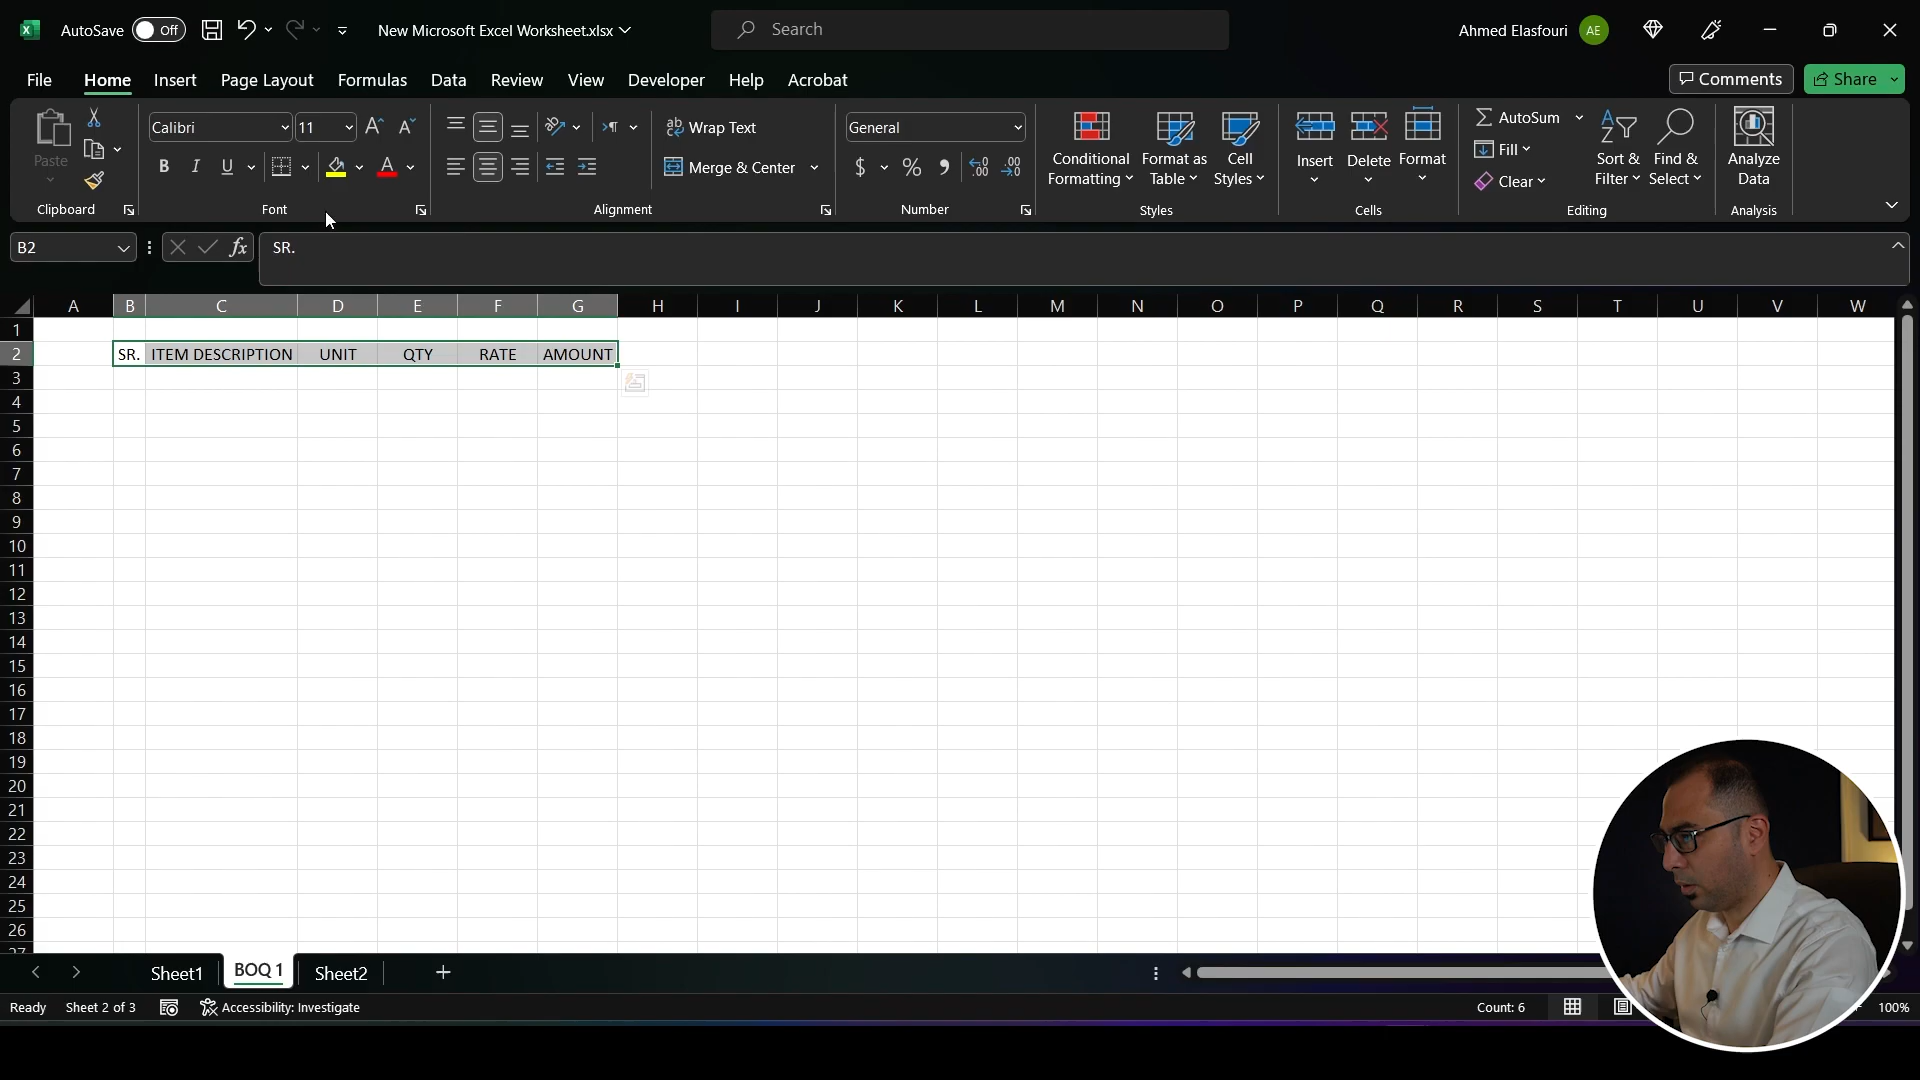 AutoSave Off New Microsoft Excel Worksheet.xlsx Search Ahmed Elasfouri AE
File Home Insert Page Layout Formulas Data Review View Developer Help Acrobat Comments Share
Paste Calibri 11 Wrap Text General Conditional Formatting Format as Table Cell Styles Insert Delete Format AutoSum Fill Clear Sort & Filter Find & Select Analyze Data
B I U A Merge & Center $ %
Clipboard Font Alignment Number Styles Cells Editing Analysis
B2 fx SR.
A B C D E F G H I J K L M N O P Q R S T U V W
1
2 SR. ITEM DESCRIPTION UNIT QTY RATE AMOUNT
3
4
5
6
7
8
9
10
11
12
13
14
15
16
17
18
19
20
21
22
23
24
25
26
27
Sheet1 BOQ 1 Sheet2
Ready Sheet 2 of 3 Accessibility: Investigate Count: 6 100%